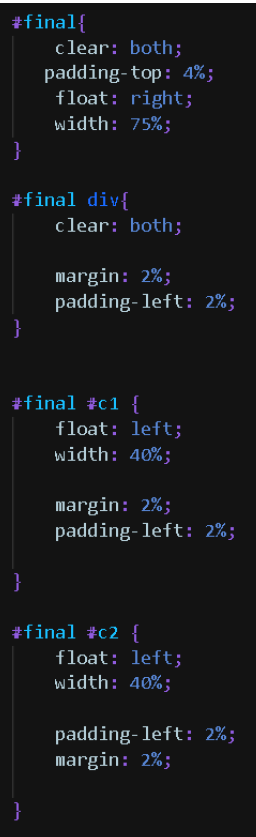 #final{
clear: both;
padding-top: 4%;
float: right;
width: 75%;
}
#final div{
clear: both;
margin: 2%;
padding-left: 2%;
}
#final #c1 {
float: left;
width: 40%;
margin: 2%;
padding-left: 2%;
}
#final #c2 {
float: left;
width: 40%;
padding-left: 2%;
margin: 2%;
}